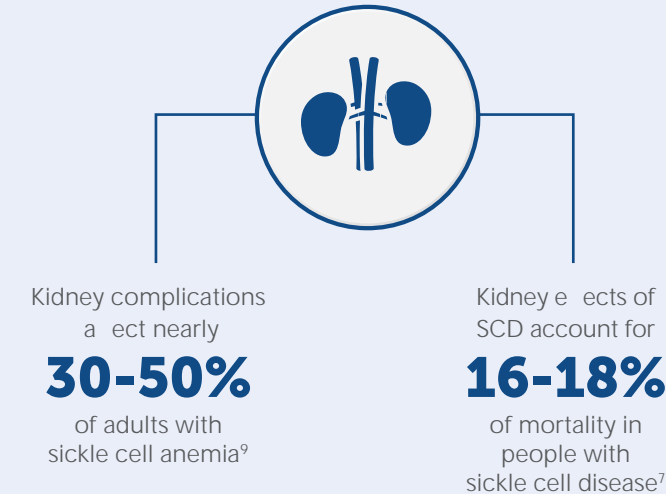 Kidney complications
a ect nearly
30-50%
of adults with
sickle cell anemia⁹
Kidney e ects of
SCD account for
16-18%
of mortality in
people with
sickle cell disease⁷